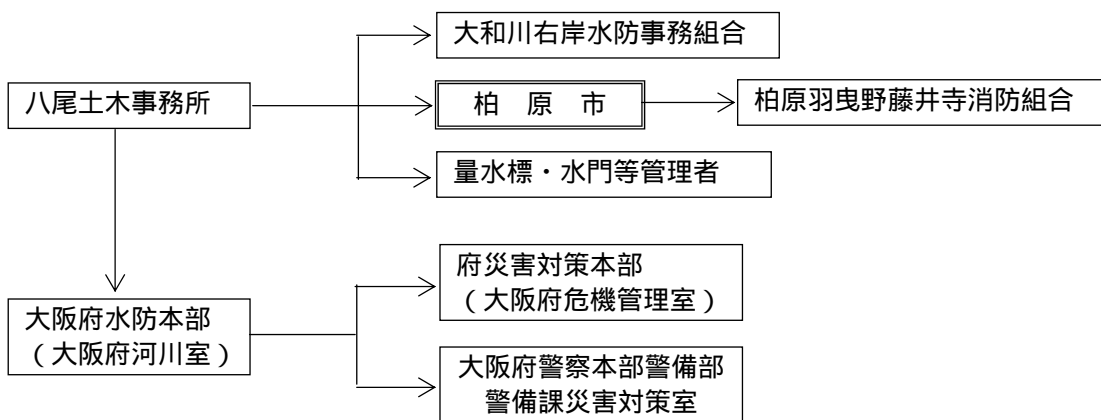 大和川右岸水防事務組合
八尾土木事務所
柏 原 市
柏原羽曳野藤井寺消防組合
量水標・水門等管理者
府災害対策本部
（大阪府危機管理室）
大阪府水防本部
（大阪府河川室）
大阪府警察本部警備部
警備課災害対策室